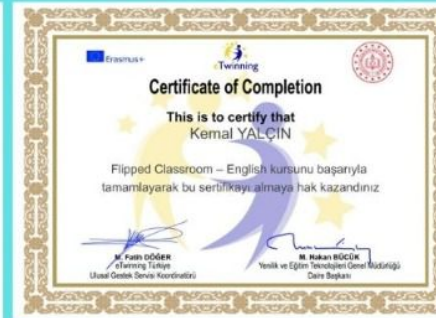 Erasmus+
eTwinning
Certificate of Completion
This is to certify that
Kemal YALÇIN
Flipped Classroom – English kursunu başarıyla
tamamlayarak bu sertifikayı almaya hak kazandınız
M. Fatih DÖĞER
eTwinning Türkiye
Ulusal Destek Servisi Koordinatörü
M. Hakan BÜCÜK
Yenilik ve Eğitim Teknolojileri Genel Müdürlüğü
Daire Başkanı